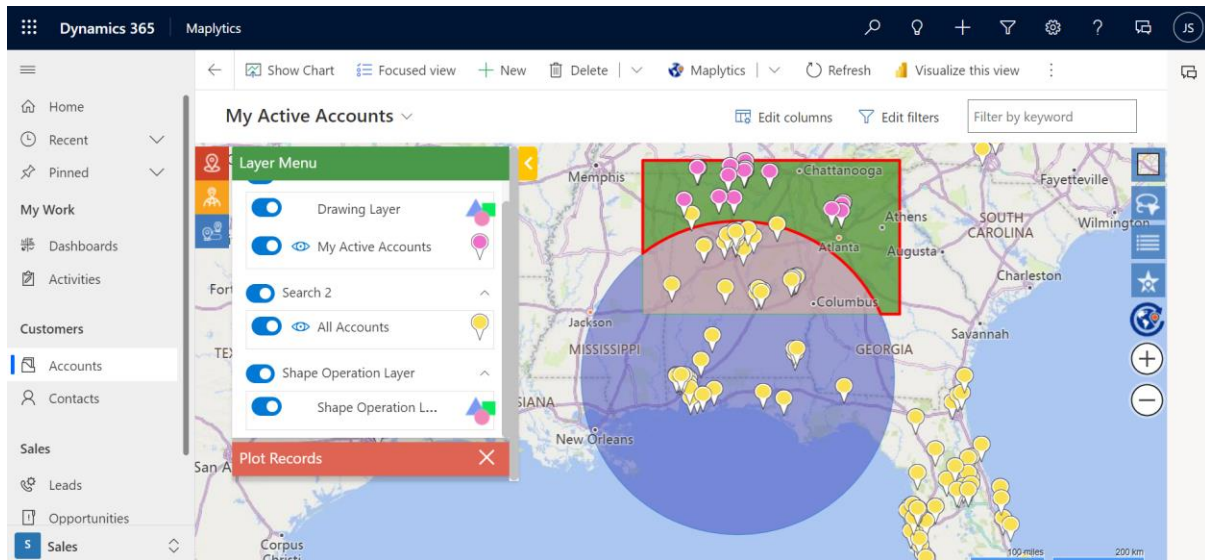 Dynamics 365 Maplytics JS
Show Chart Focused view New Delete Maplytics Refresh Visualize this view
Home
Recent
Pinned
My Work
Dashboards
Activities
Customers
Accounts
Contacts
Sales
Leads
Opportunities
S Sales
My Active Accounts Edit columns Edit filters Filter by keyword
Layer Menu
Drawing Layer
My Active Accounts
Search 2
All Accounts
Shape Operation Layer
Shape Operation L...
Plot Records
Memphis
Chattanooga
Fayetteville
Athens
SOUTH
CAROLINA
Wilmington
Atlanta
Augusta
Charleston
Fort
Columbus
Jackson
Savannah
TEX
MISSISSIPPI
GEORGIA
SIANA
New Orleans
San A
Corpus
Christi
100 miles 200 km